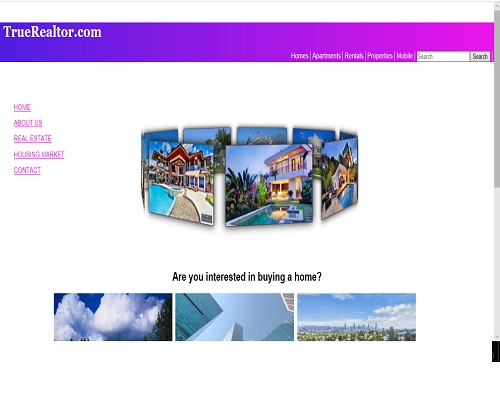 TrueRealtor.com
Homes Apartments Rentals Properties Mobile Search Search
HOME
ABOUT US
REAL ESTATE
HOUSING MARKET
CONTACT
Are you interested in buying a home?